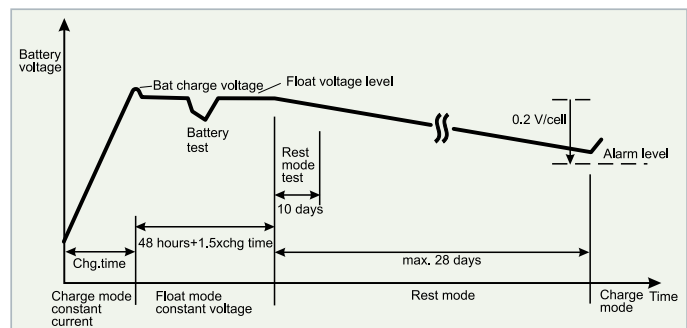 Battery
voltage
Bat charge voltage
Float voltage level
Battery
test
0.2 V/cell
Rest
mode
test
Alarm level
10 days
48 hours+1.5xchg time
Chg.time
max. 28 days
Charge mode
constant
current
Float mode
constant voltage
Rest mode
Charge
mode
Time